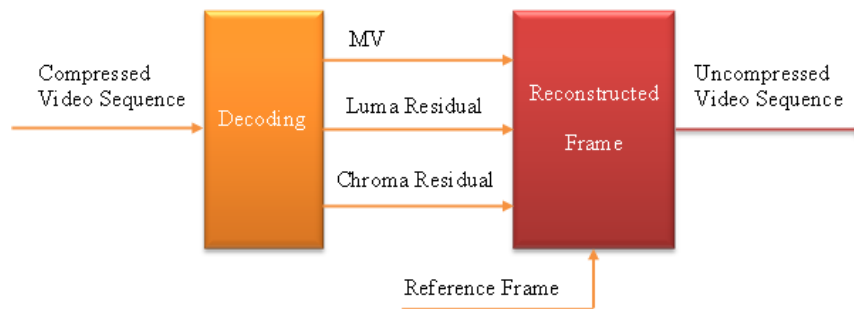 Compressed
Video Sequence
Decoding
MV
Luma Residual
Chroma Residual
Reconstructed
Frame
Uncompressed
Video Sequence
Reference Frame